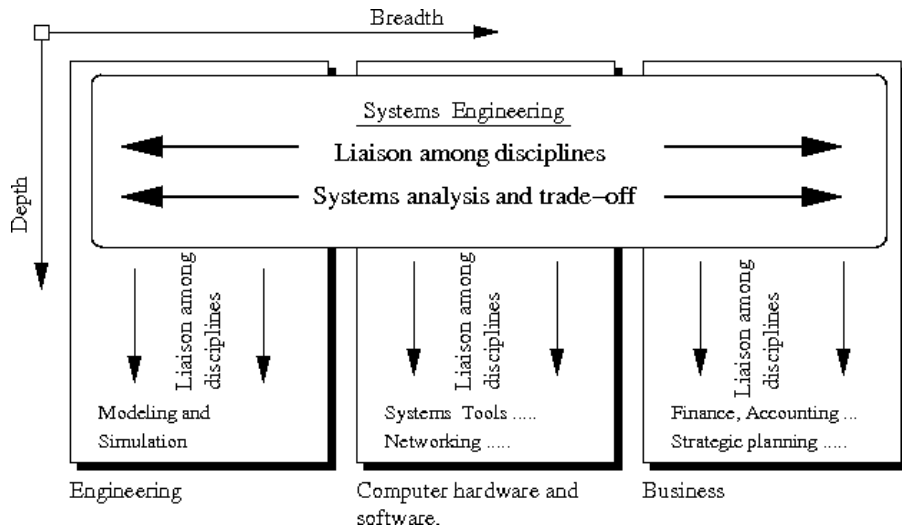 Breadth
Depth
Systems Engineering
Liaison among disciplines
Systems analysis and trade-off
Liaison among
disciplines
Liaison among
disciplines
Liaison among
disciplines
Modeling and
Simulation
Systems Tools .....
Networking .....
Finance, Accounting ...
Strategic planning .....
Engineering
Computer hardware and
software.
Business